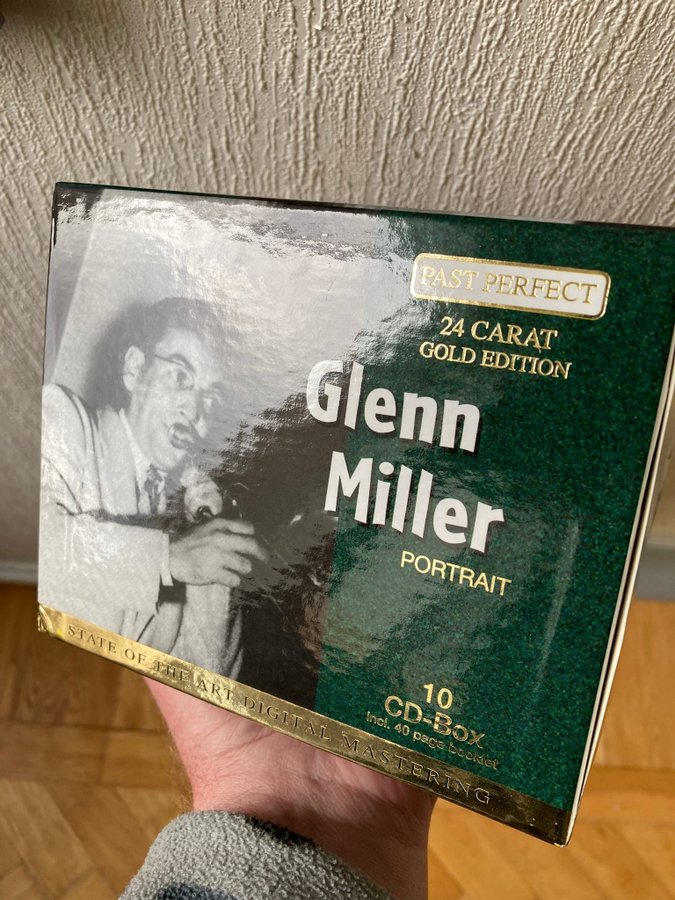 PAST PERFECT
24 CARAT
GOLD EDITION
Glenn
Miller
PORTRAIT
10
CD-Box
incl. 40 page booklet
STATE OF THE ART DIGITAL MASTERING